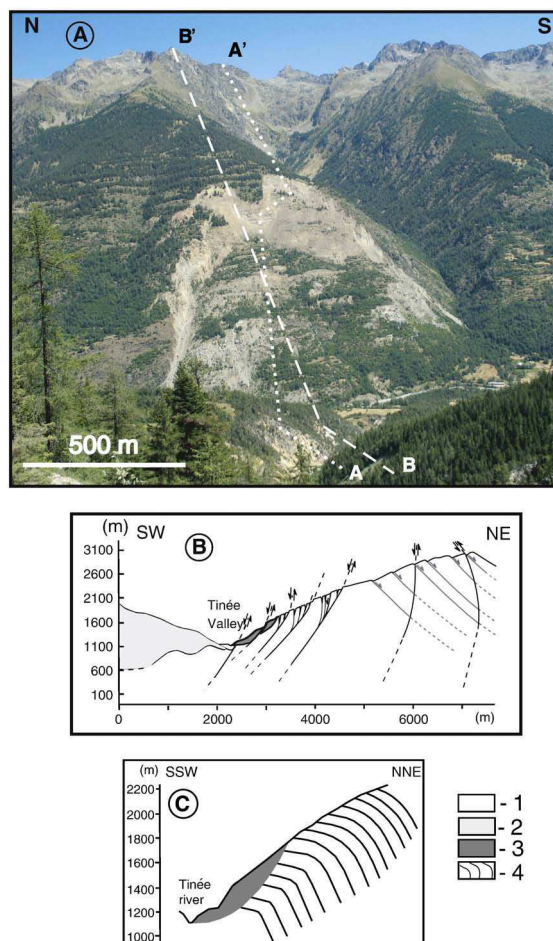 N
A
B'
A'
S
500 m
A
B
(m)
SW
B
NE
3100
2600
2100
1600
1100
600
100
Tinée
Valley
0
2000
4000
6000
(m)
(m)
SSW
C
NNE
2200
2000
1800
1600
1400
1200
1000
Tinée
river
- 1
- 2
- 3
- 4